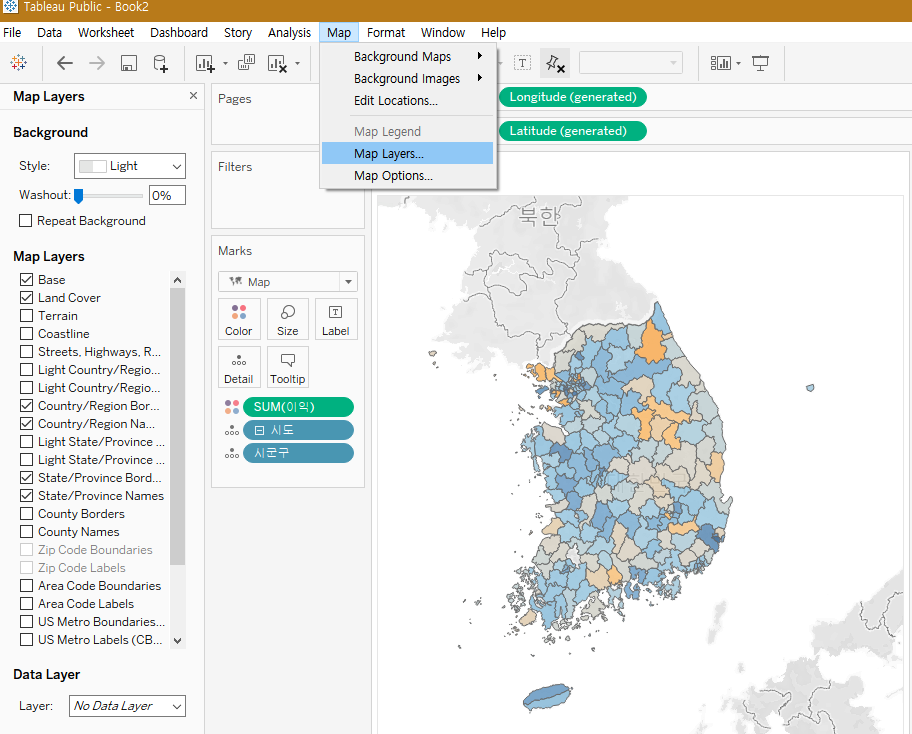 Tableau Public - Book2
File Data Worksheet Dashboard Story Analysis Map Format Window Help
Map Layers
Background
Style: Light
Washout: 0%
Repeat Background
Map Layers
Base
Land Cover
Terrain
Coastline
Streets, Highways, R...
Light Country/Regio...
Light Country/Regio...
Country/Region Bor...
Country/Region Na...
Light State/Province ...
Light State/Province ...
State/Province Bord...
State/Province Names
County Borders
County Names
Zip Code Boundaries
Zip Code Labels
Area Code Boundaries
Area Code Labels
US Metro Boundaries...
US Metro Labels (CB...
Data Layer
Layer: No Data Layer
Pages
Filters
Marks
Map
Color Size Label
Detail Tooltip
SUM(이익)
시도
시군구
Background Maps
Background Images
Edit Locations...
Map Legend
Map Layers...
Map Options...
T
Longitude (generated)
Latitude (generated)
북한